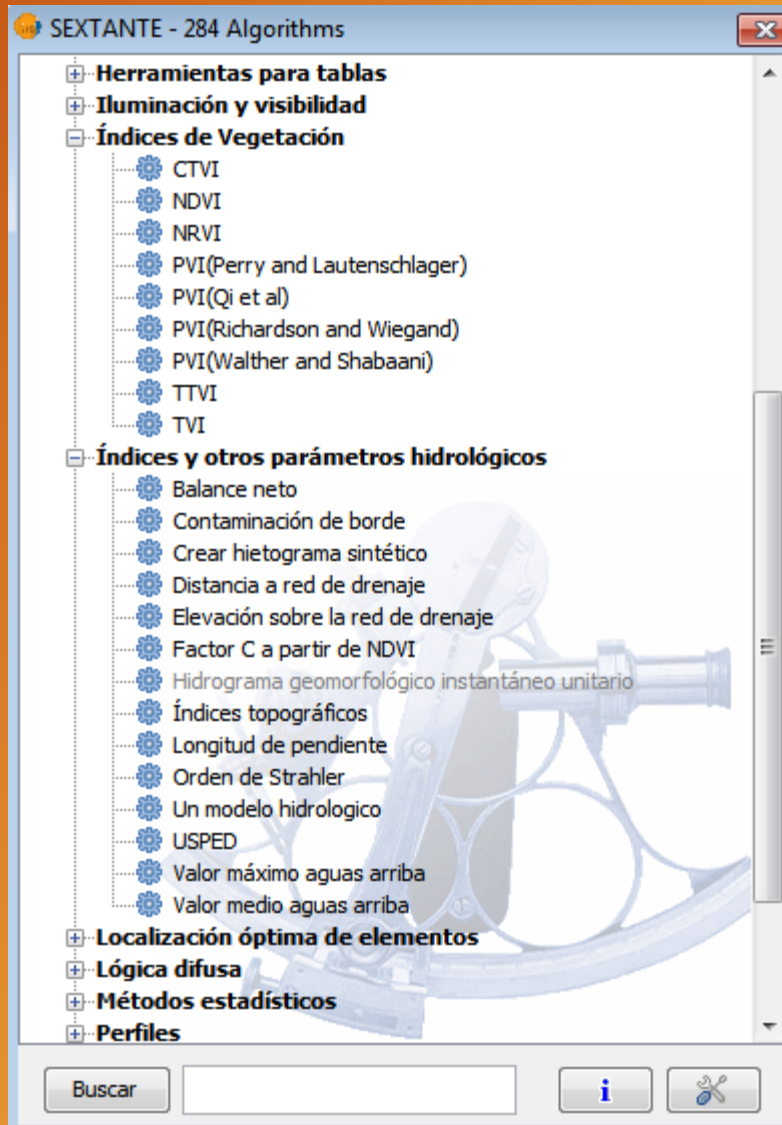 SEXTANTE - 284 Algorithms
Herramientas para tablas
Iluminación y visibilidad
Índices de Vegetación
CTVI
NDVI
NRVI
PVI(Perry and Lautenschlager)
PVI(Qi et al)
PVI(Richardson and Wiegand)
PVI(Walther and Shabaani)
TTVI
TVI
Índices y otros parámetros hidrológicos
Balance neto
Contaminación de borde
Crear hietograma sintético
Distancia a red de drenaje
Elevación sobre la red de drenaje
Factor C a partir de NDVI
Hidrograma geomorfológico instantáneo unitario
Índices topográficos
Longitud de pendiente
Orden de Strahler
Un modelo hidrologico
USPED
Valor máximo aguas arriba
Valor medio aguas arriba
Localización óptima de elementos
Lógica difusa
Métodos estadísticos
Perfiles
Buscar